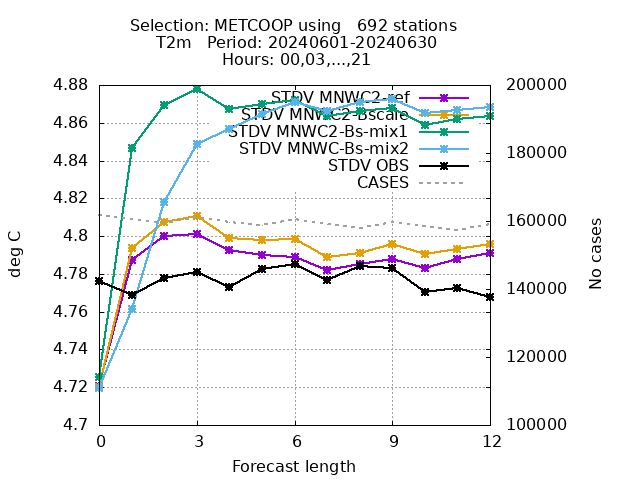 Selection: METCOOP using   692 stations
T2m   Period: 20240601-20240630
Hours: 00,03,...,21
4.88
4.86
4.84
4.82
4.8
4.78
4.76
4.74
4.72
4.7
200000
180000
160000
140000
120000
100000
STDV MNWC2-ref
STDV MNWC2-Bscale
STDV MNWC2-Bs-mix1
STDV MNWC-Bs-mix2
STDV OBS
CASES
deg C
No cases
0 3 6 9 12
Forecast length